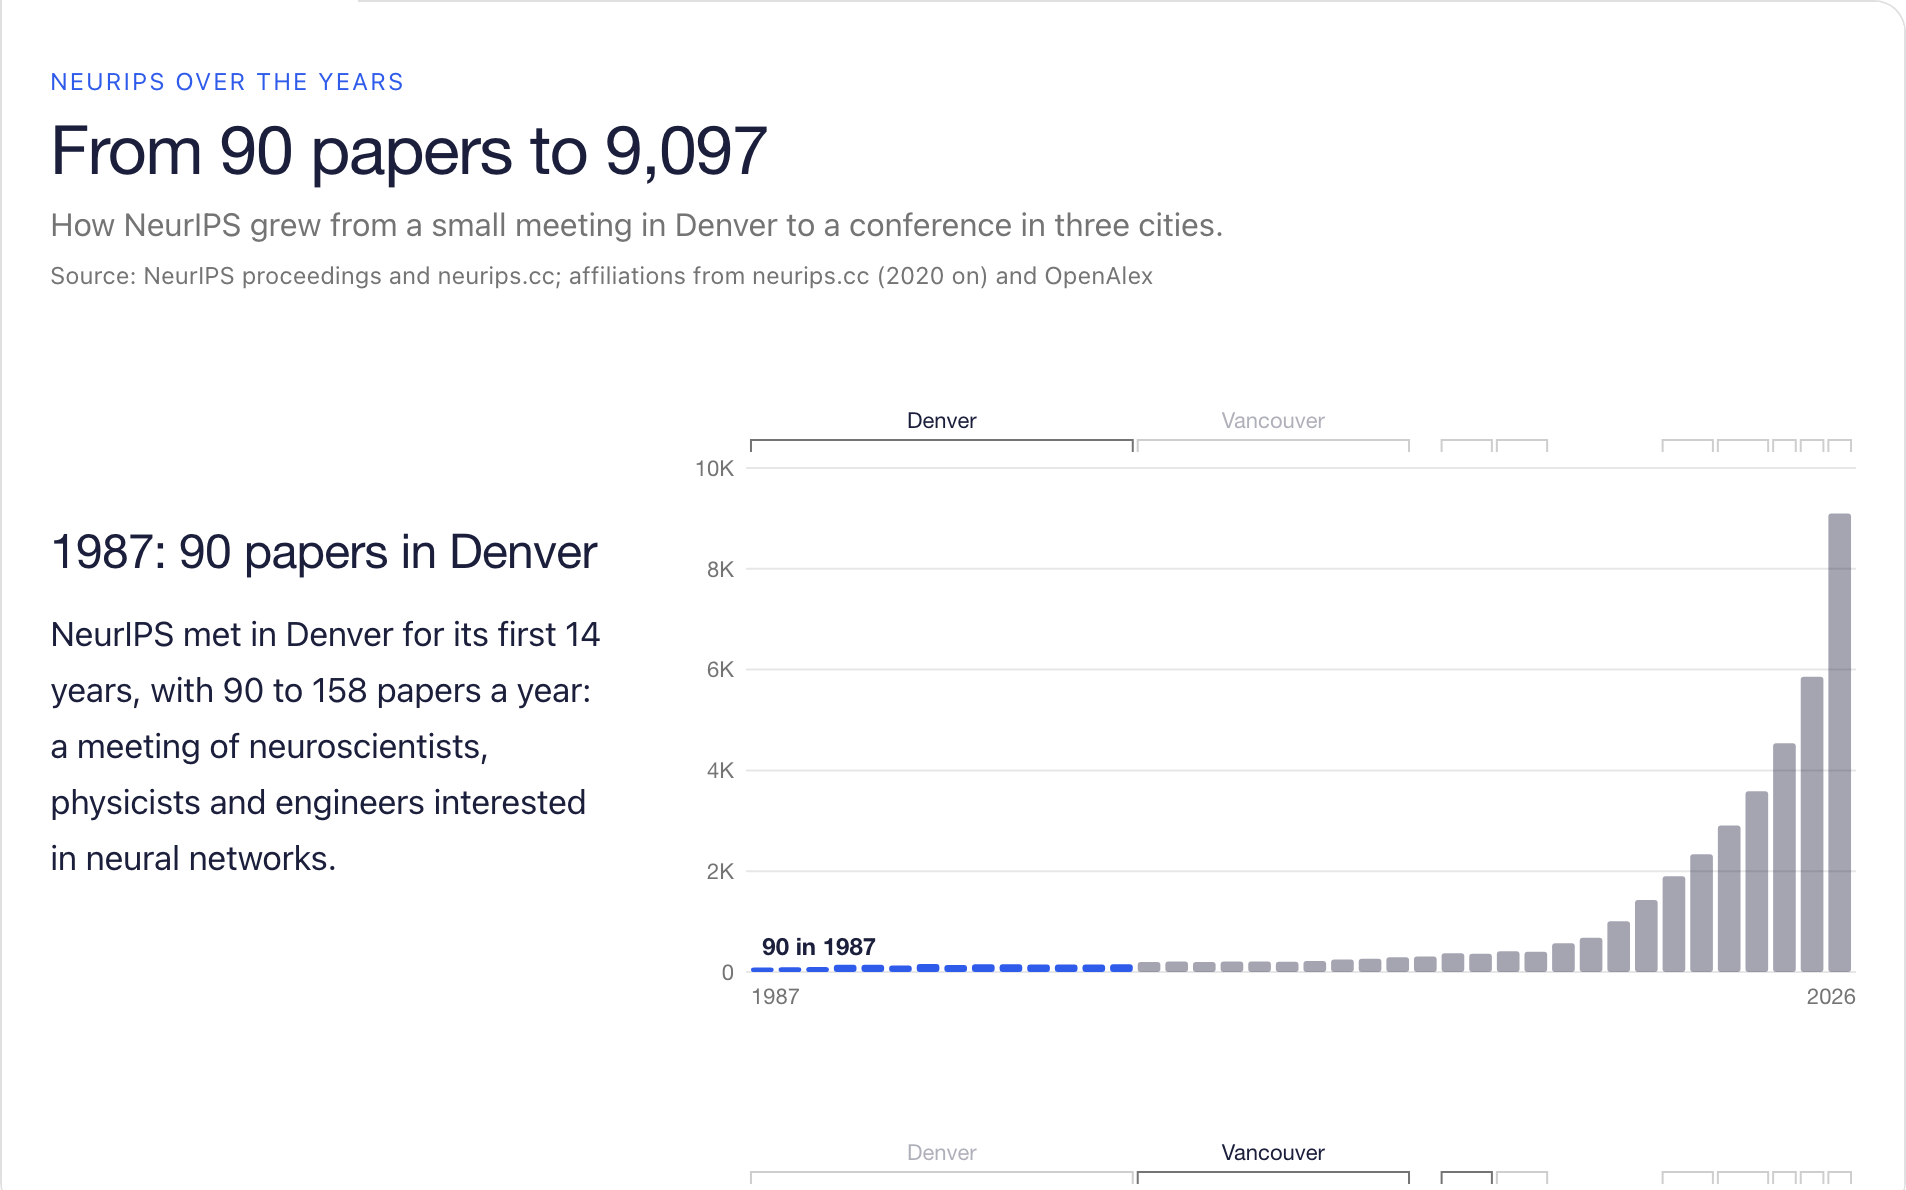 NEURIPS OVER THE YEARS
From 90 papers to 9,097
How NeurIPS grew from a small meeting in Denver to a conference in three cities.
Source: NeurIPS proceedings and neurips.cc; affiliations from neurips.cc (2020 on) and OpenAlex
1987: 90 papers in Denver
NeurIPS met in Denver for its first 14
years, with 90 to 158 papers a year:
a meeting of neuroscientists,
physicists and engineers interested
in neural networks.
Denver Vancouver
10K
8K
6K
4K
2K
90 in 1987
0
1987 2026
Denver Vancouver